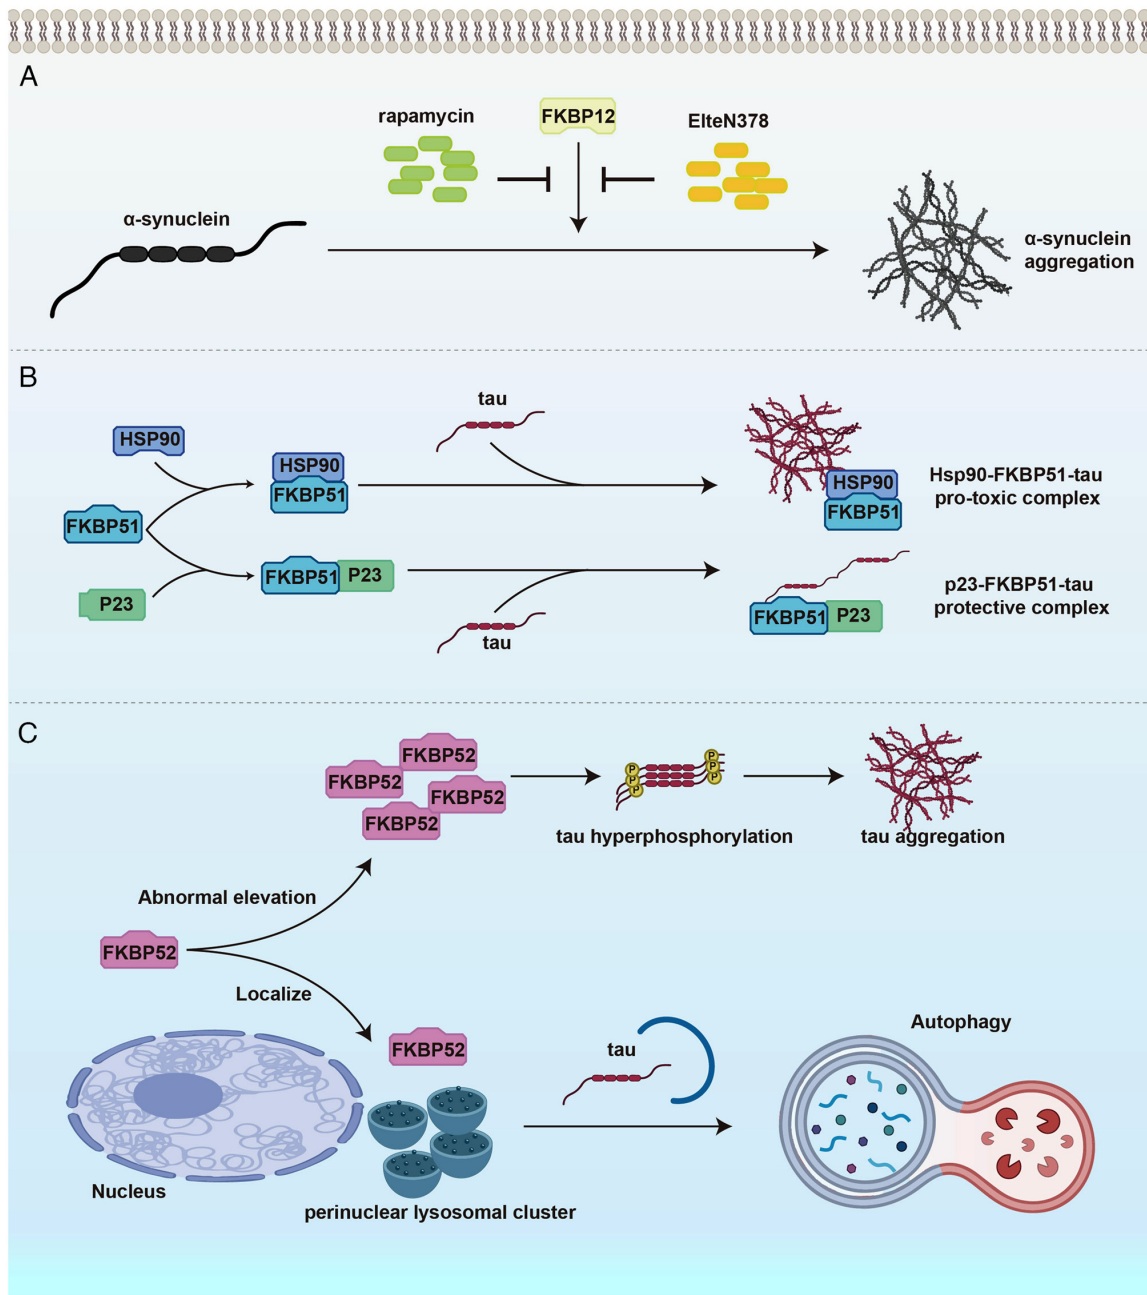 A
rapamycin
FKBP12
ElteN378
α-synuclein
α-synuclein
aggregation
B
HSP90
FKBP51
P23
HSP90
FKBP51
FKBP51
P23
tau
tau
HSP90
FKBP51
Hsp90-FKBP51-tau
pro-toxic complex
FKBP51
P23
p23-FKBP51-tau
protective complex
C
FKBP52
FKBP52
FKBP52
FKBP52
P
P
P
P
P
P
tau hyperphosphorylation
tau aggregation
Abnormal elevation
FKBP52
Localize
FKBP52
tau
Autophagy
Nucleus
perinuclear lysosomal cluster